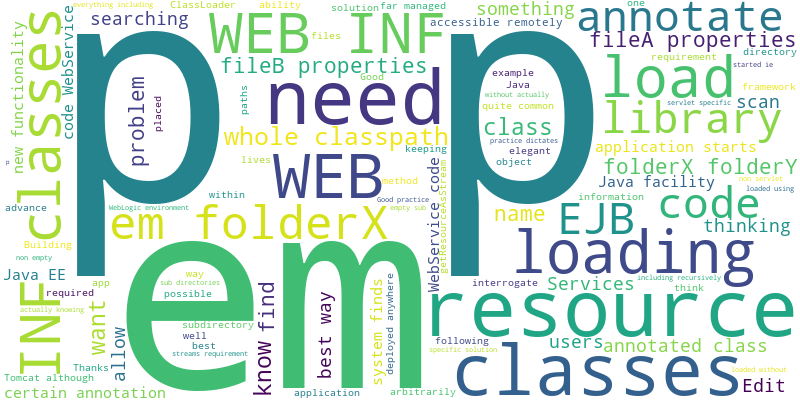 everything including
ClassLoader
ability
solution
far managed
something
one
annotate
searching
WEB INF
accessible remotely
fileA properties
files
directory
fileB properties
Good
requirement
started ie
classes
new functionality
code WebService
p
p
problem
placed
paths
need
example
Java
without actually
quite common
load
framework
scan
servlet specific
library
whole classpath
class
practice dictates
elegant
object
keeping
application starts
lives
method
WEB
within
folderX folderY
Java facility
non servlet
loaded using
p
advance
WebLogic environment
Good practice
empty sub
getResourceAsStream
WebService code
information
code
name
EJB
thinking
em folderX
Building
non empty
loading
Java EE
app
way
sub directories
possible
interrogate
Services
including recursively
think
INF
required
actually knowing
want
allow
em
subdirectory
well
best
streams requirement
know
find
best way
system finds
deployed anywhere
resource
users
annotated class
following
specific solution
Tomcat although
Thanks
loaded without
classes
Edit
certain annotation
application
arbitrarily